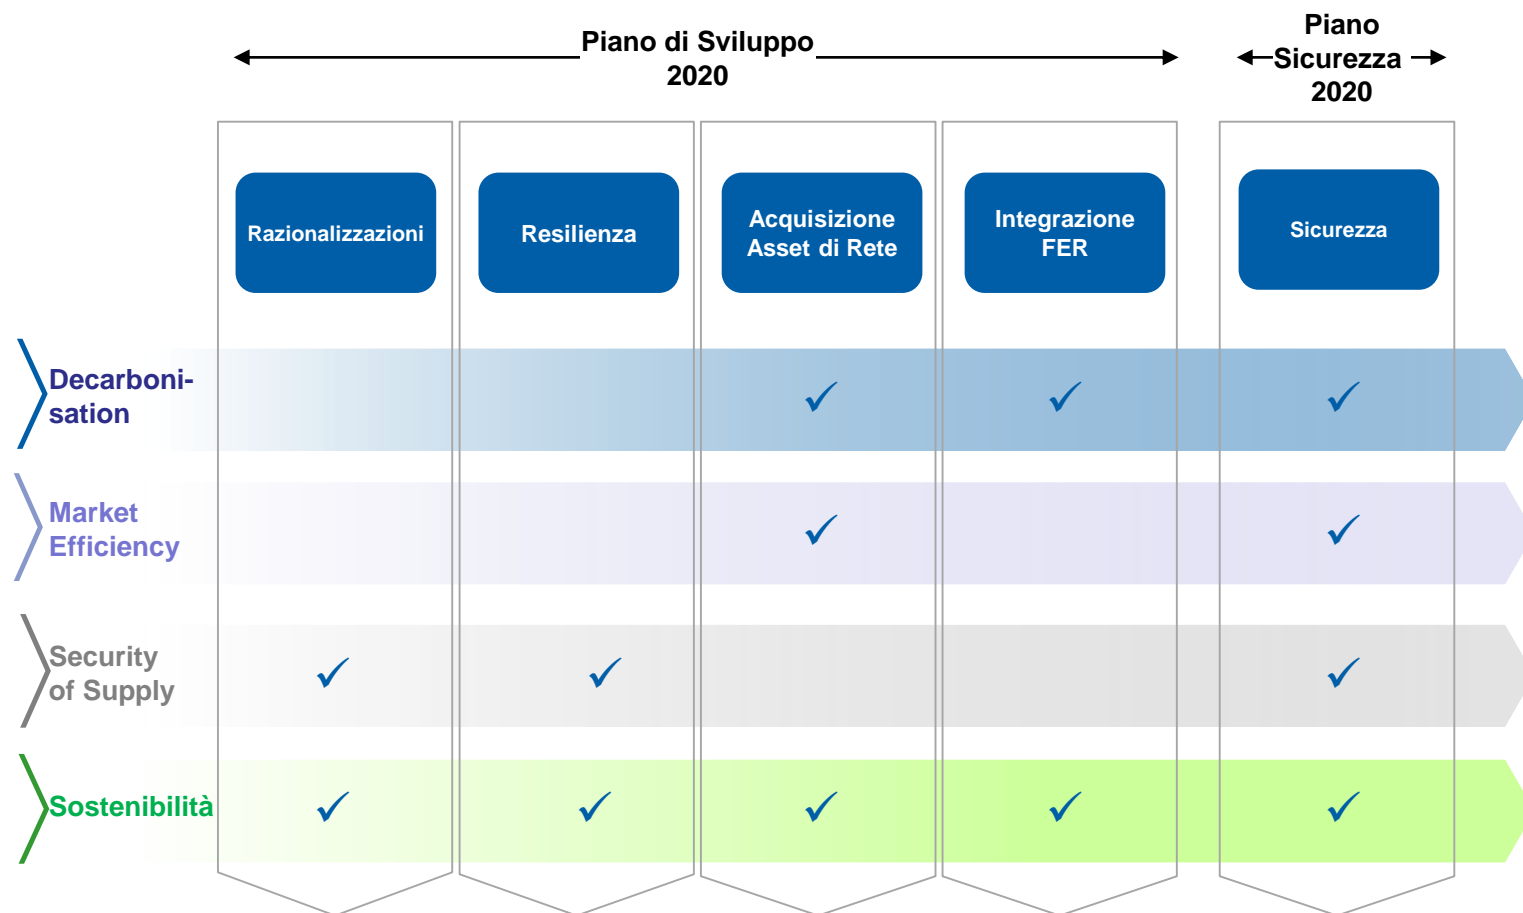 Piano di Sviluppo
2020
Piano
Sicurezza
2020
Razionalizzazioni
Resilienza
Acquisizione
Asset di Rete
Integrazione
FER
Sicurezza
Decarboni-
sation
Market
Efficiency
Security
of Supply
Sostenibilità